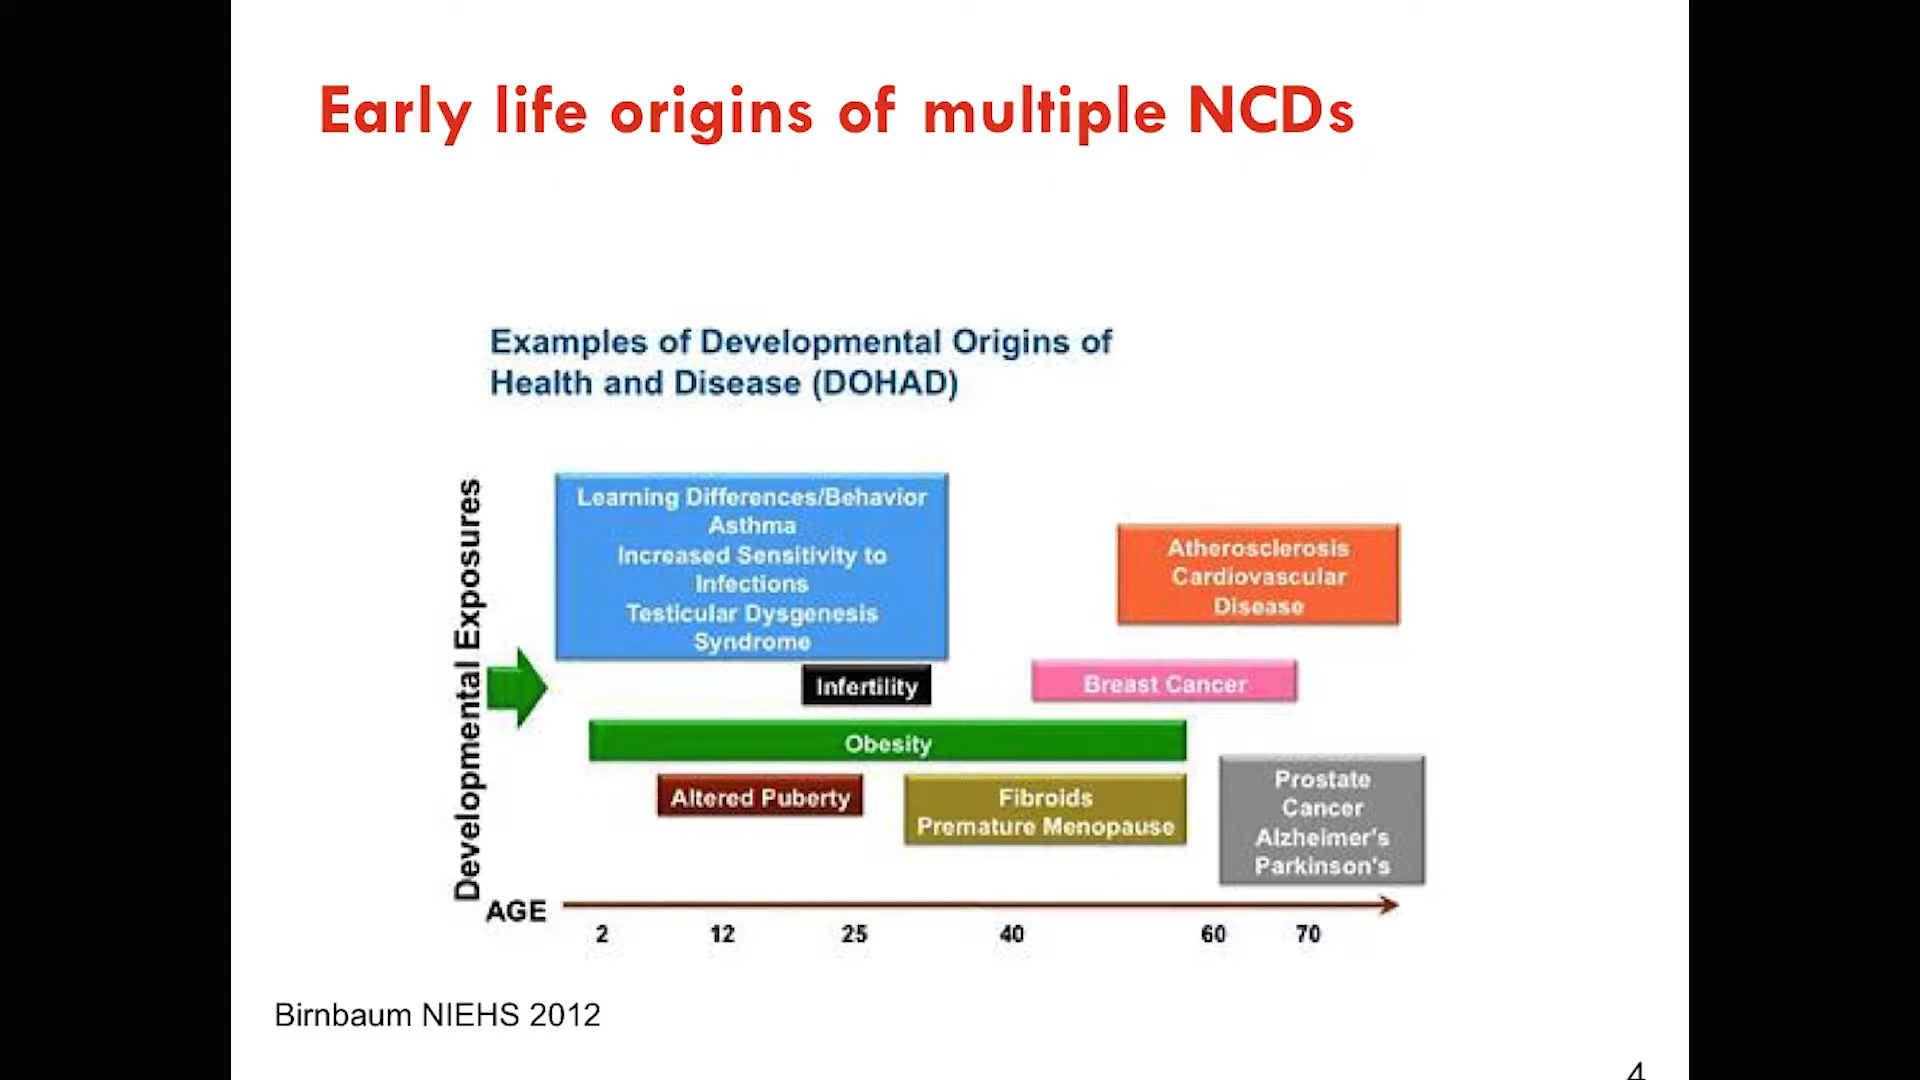 Early life origins of multiple NCDs
Examples of Developmental Origins of
Health and Disease (DOHAD)
Developmental Exposures
Learning Differences/Behavior
Asthma
Increased Sensitivity to
Infections
Testicular Dysgenesis
Syndrome
Atherosclerosis
Cardiovascular
Disease
Infertility
Breast Cancer
Obesity
Altered Puberty
Fibroids
Premature Menopause
Prostate
Cancer
Alzheimer's
Parkinson's
AGE
2 12 25 40 60 70
Birnbaum NIEHS 2012
4